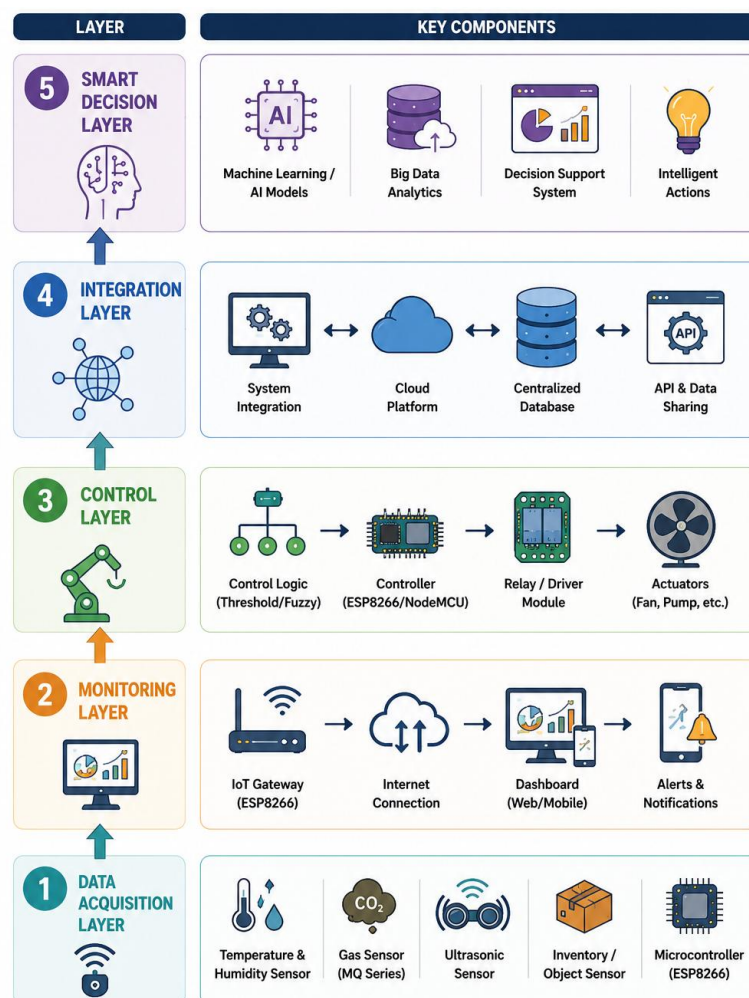 LAYER
KEY COMPONENTS
5
SMART
DECISION
LAYER
AI
Machine Learning /
AI Models
Big Data
Analytics
Decision Support
System
Intelligent
Actions
4
INTEGRATION
LAYER
System
Integration
Cloud
Platform
Centralized
Database
API
API & Data
Sharing
3
CONTROL
LAYER
Control Logic
(Threshold/Fuzzy)
Controller
(ESP8266/NodeMCU)
Relay / Driver
Module
Actuators
(Fan, Pump, etc.)
2
MONITORING
LAYER
IoT Gateway
(ESP8266)
Internet
Connection
Dashboard
(Web/Mobile)
Alerts &
Notifications
1
DATA
ACQUISITION
LAYER
Temperature &
Humidity Sensor
CO₂
Gas Sensor
(MQ Series)
Ultrasonic
Sensor
Inventory /
Object Sensor
Microcontroller
(ESP8266)